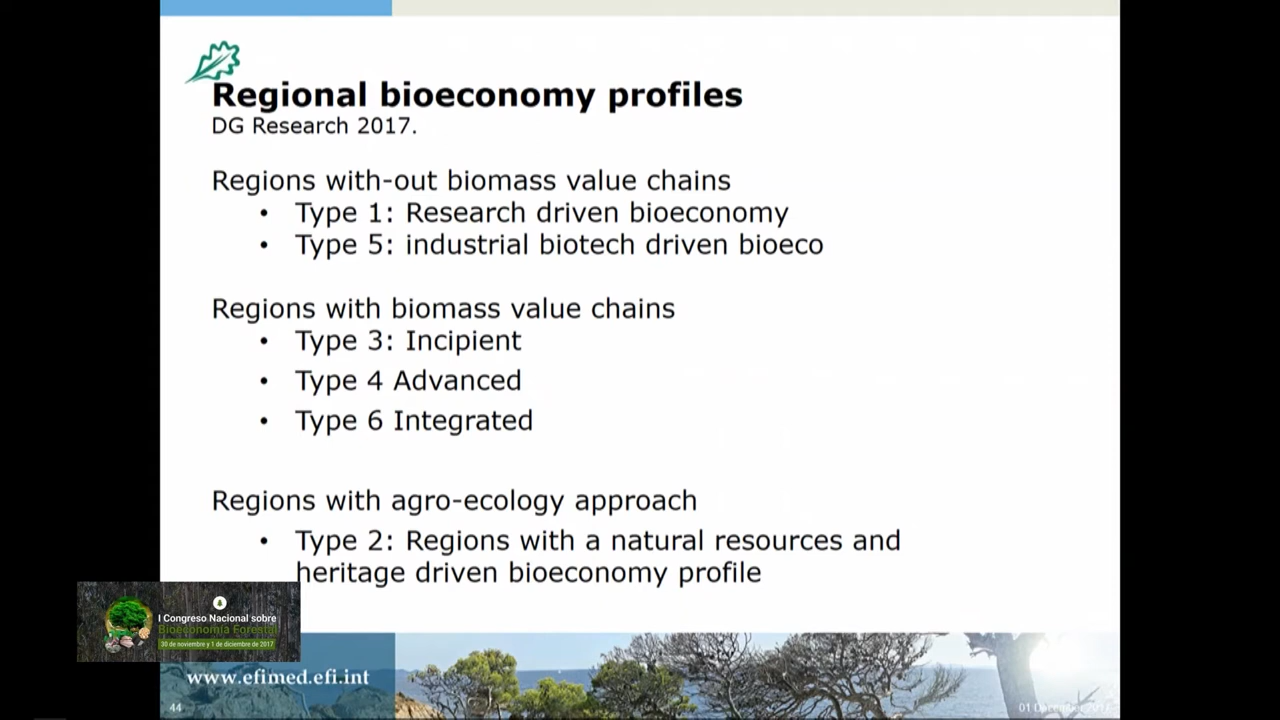 Regional bioeconomy profiles
DG Research 2017.
Regions with-out biomass value chains
• Type 1: Research driven bioeconomy
• Type 5: industrial biotech driven bioeco
Regions with biomass value chains
• Type 3: Incipient
• Type 4 Advanced
• Type 6 Integrated
Regions with agro-ecology approach
• Type 2: Regions with a natural resources and
heritage driven bioeconomy profile
I Congreso Nacional sobre
Bioeconomía Forestal
30 de noviembre y 1 de diciembre de 2017
www.efimed.efi.int
44
01 December 2017